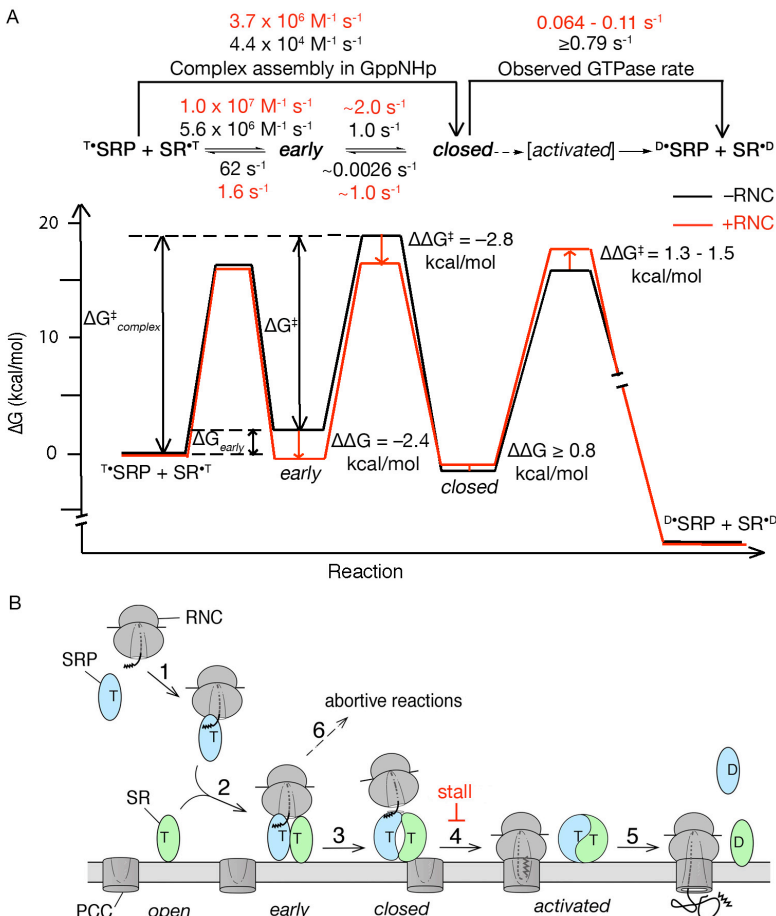 A
3.7 x 10⁶ M⁻¹ s⁻¹
4.4 x 10⁴ M⁻¹ s⁻¹
Complex assembly in GppNHp
0.064 - 0.11 s⁻¹
≥0.79 s⁻¹
Observed GTPase rate
1.0 x 10⁷ M⁻¹ s⁻¹
5.6 x 10⁶ M⁻¹ s⁻¹
~2.0 s⁻¹
1.0 s⁻¹
ᵀ•SRP + SR•ᵀ early closed [activated] ᴰ•SRP + SR•ᴰ
62 s⁻¹
1.6 s⁻¹
~0.0026 s⁻¹
~1.0 s⁻¹
–RNC
+RNC
20
10
0
ΔG (kcal/mol)
ΔG‡complex
ΔG‡
ΔGearly
ΔΔG‡ = –2.8
kcal/mol
ΔΔG‡ = 1.3 - 1.5
kcal/mol
ΔΔG = –2.4
kcal/mol
ΔΔG ≥ 0.8
kcal/mol
ᵀ•SRP + SR•ᵀ
early
closed
ᴰ•SRP + SR•ᴰ
Reaction
B
RNC
SRP
T
1
T
abortive reactions
6
2
SR
T
T T
3
T T
stall
4
T T
5
D
D
PCC
open
early
closed
activated